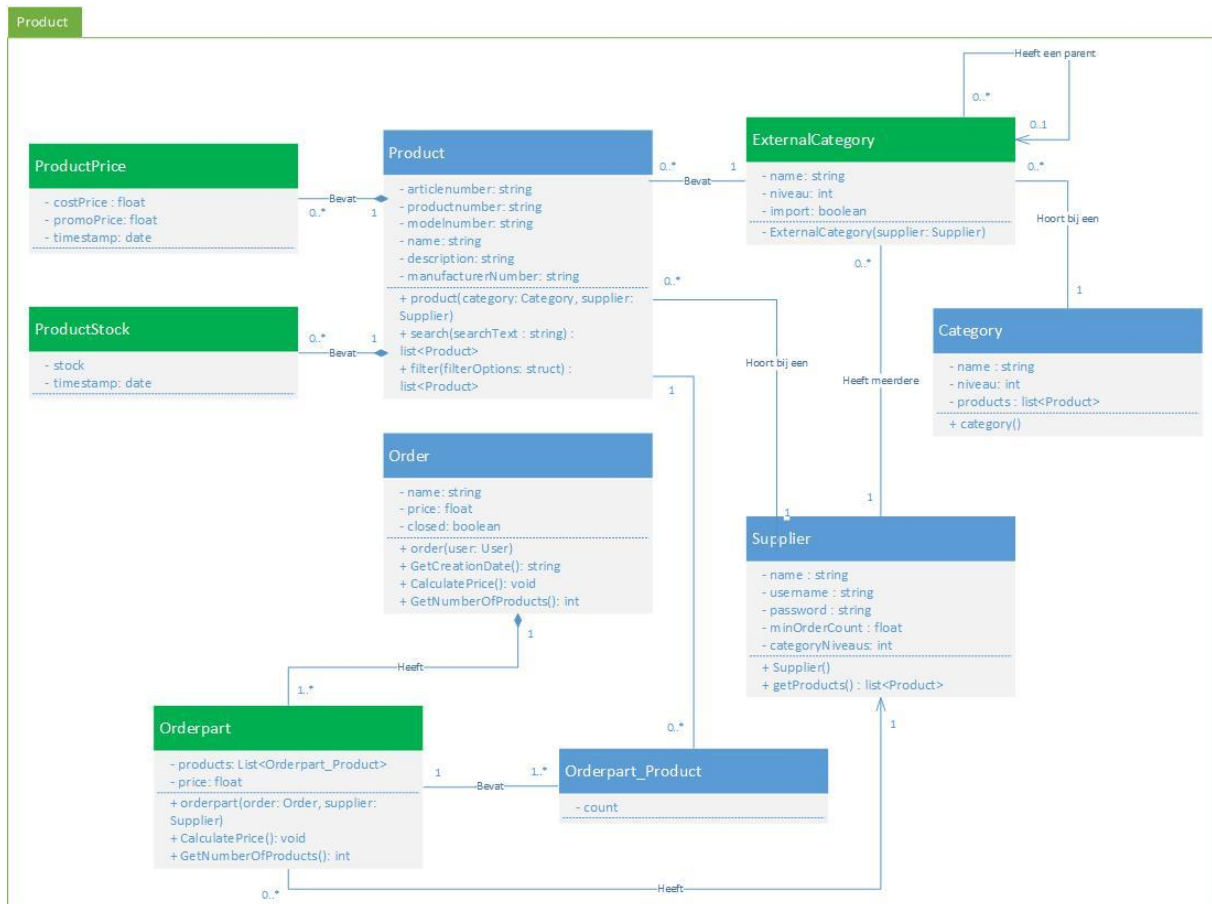 Product
Heeft een parent
0..*
0..1
ProductPrice
- costPrice : float
- promoPrice: float
- timestamp: date
Bevat
0..*
1
Product
- articlenumber: string
- productnumber: string
- modelnumber: string
- name: string
- description: string
- manufacturerNumber: string
+ product(category: Category, supplier:
Supplier)
+ search(searchText : string) :
list<Product>
+ filter(filterOptions: struct) :
list<Product>
0..*
1
Bevat
ExternalCategory
- name: string
- niveau: int
- import: boolean
- ExternalCategory(supplier: Supplier)
0..*
Hoort bij een
1
0..*
ProductStock
- stock
- timestamp: date
0..*
1
Bevat
0..*
Hoort bij een
1
1
Heeft meerdere
1
Category
- name : string
- niveau: int
- products : list<Product>
+ category()
Order
- name: string
- price: float
- closed: boolean
+ order(user: User)
+ GetCreationDate(): string
+ CalculatePrice(): void
+ GetNumberOfProducts(): int
1
Heeft
1..*
Supplier
- name : string
- username : string
- password : string
- minOrderCount : float
- categoryNiveaus: int
+ Supplier()
+ getProducts() : list<Product>
1
0..*
Orderpart
- products: List<Orderpart_Product>
- price: float
+ orderpart(order: Order, supplier:
Supplier)
+ CalculatePrice(): void
+ GetNumberOfProducts(): int
1
1..*
Bevat
Orderpart_Product
- count
0..*
Heeft